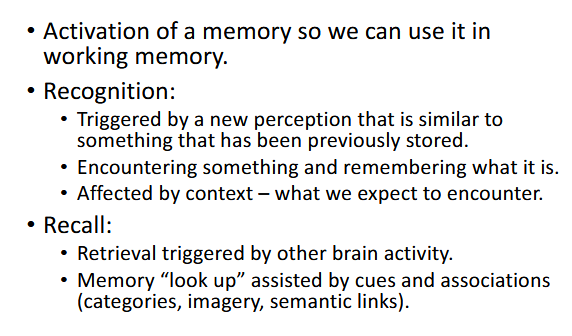 • Activation of a memory so we can use it in
working memory.
• Recognition:
• Triggered by a new perception that is similar to
something that has been previously stored.
• Encountering something and remembering what it is.
• Affected by context – what we expect to encounter.
• Recall:
• Retrieval triggered by other brain activity.
• Memory “look up” assisted by cues and associations
(categories, imagery, semantic links).